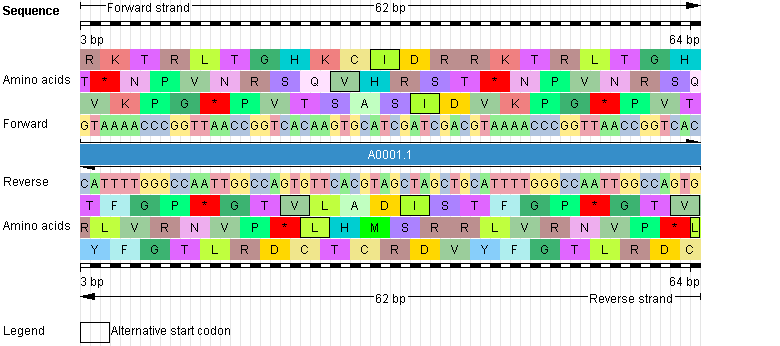 Sequence
Forward strand
62 bp
3 bp 64 bp
R K T R L T G H K C I D R R K T R L T G H
Amino acids T * N P V N R S Q V H R S T * N P V N R S Q
V K P G * P V T S A S I D V K P G * P V T
Forward GTAAAACCCGGTTAACCGGTCACAAGTGCATCGATCGACGTAAAACCCGGTTAACCGGTCAC
A0001.1
Reverse CATTTTGGGCCAATTGGCCAGTGTTCACGTAGCTAGCTGCATTTTGGGCCAATTGGCCAGTG
T F G P * G T V L A D I S T F G P * G T V
Amino acids R L V R N V P * L H M S R R L V R N V P * L
Y F G T L R D C T C R D V Y F G T L R D C
3 bp 64 bp
62 bp Reverse strand
Legend Alternative start codon